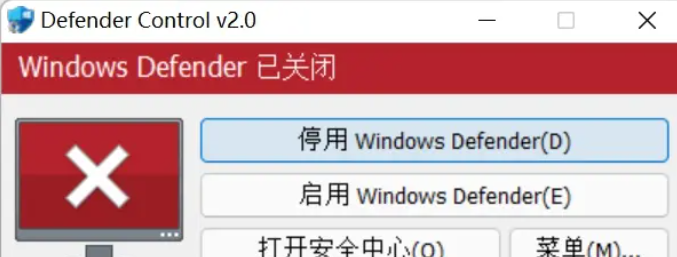 Defender Control v2.0
Windows Defender 已关闭
停用 Windows Defender(D)
启用 Windows Defender(E)
打开安全中心(O)
菜单(M)...